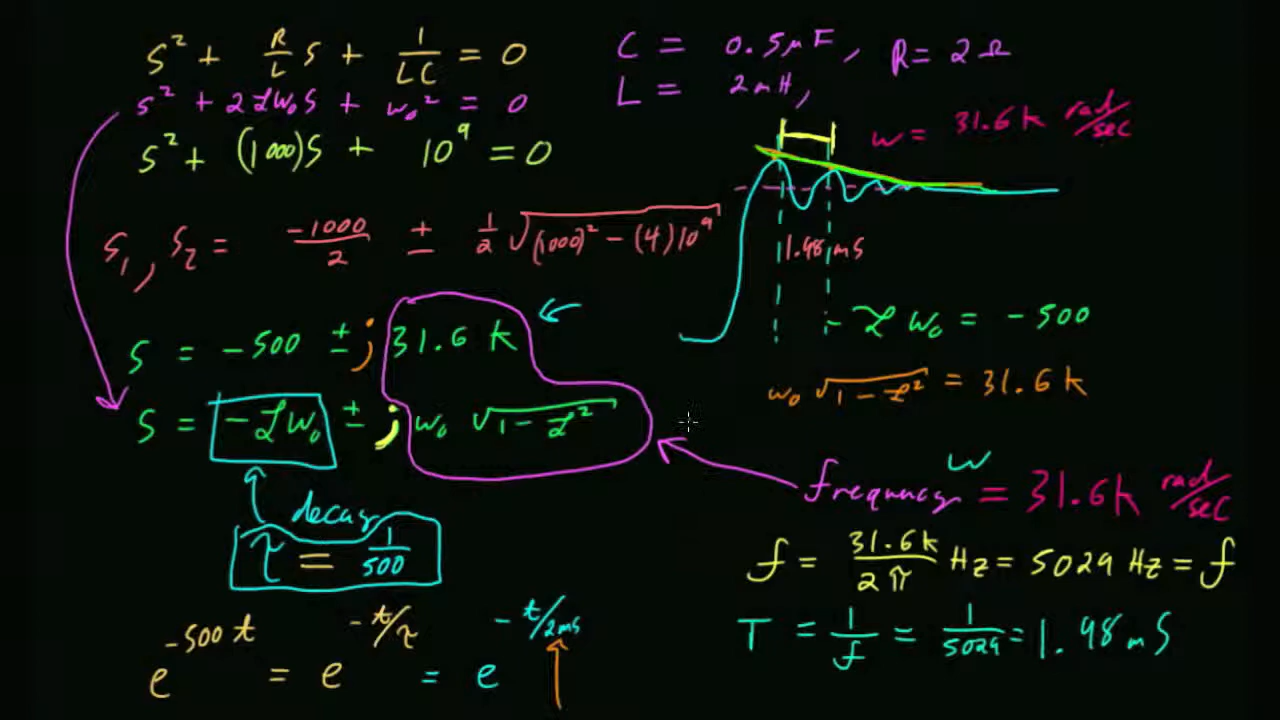 s² + R/L s + 1/LC = 0
C = 0.5μF, R = 2 Ω
L = 2mH,
s² + 2ζω₀s + ω₀² = 0
s² + (1000)s + 10⁹ = 0
ω = 31.6k rad/sec
s₁, s₂ = -1000/2 ± 1/2 √((1000)² - (4)10⁹)
1.98 mS
s = -500 ± j 31.6 k
-ζω₀ = -500
ω₀ √(1-ζ²) = 31.6 k
s = -ζω₀ ± j ω₀ √(1-ζ²)
frequency ω = 31.6k rad/sec
decay
τ = 1/500
f = 31.6k/2π Hz = 5029 Hz = f
T = 1/f = 1/5029 = 1.98 mS
e^(-500t) = e^(-t/τ) = e^(-t/2ms)